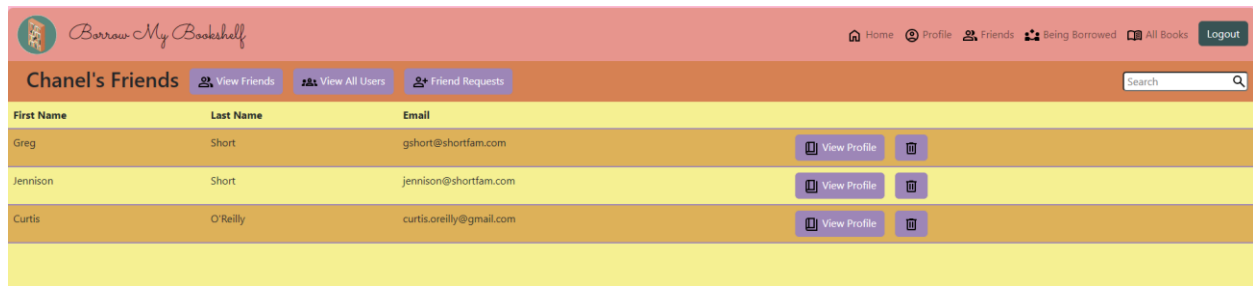 Borrow My Bookshelf Home Profile Friends Being Borrowed All Books Logout
Chanel's Friends View Friends View All Users Friend Requests Search
First Name Last Name Email
Greg Short gshort@shortfam.com View Profile
Jennison Short jennison@shortfam.com View Profile
Curtis O'Reilly curtis.oreilly@gmail.com View Profile